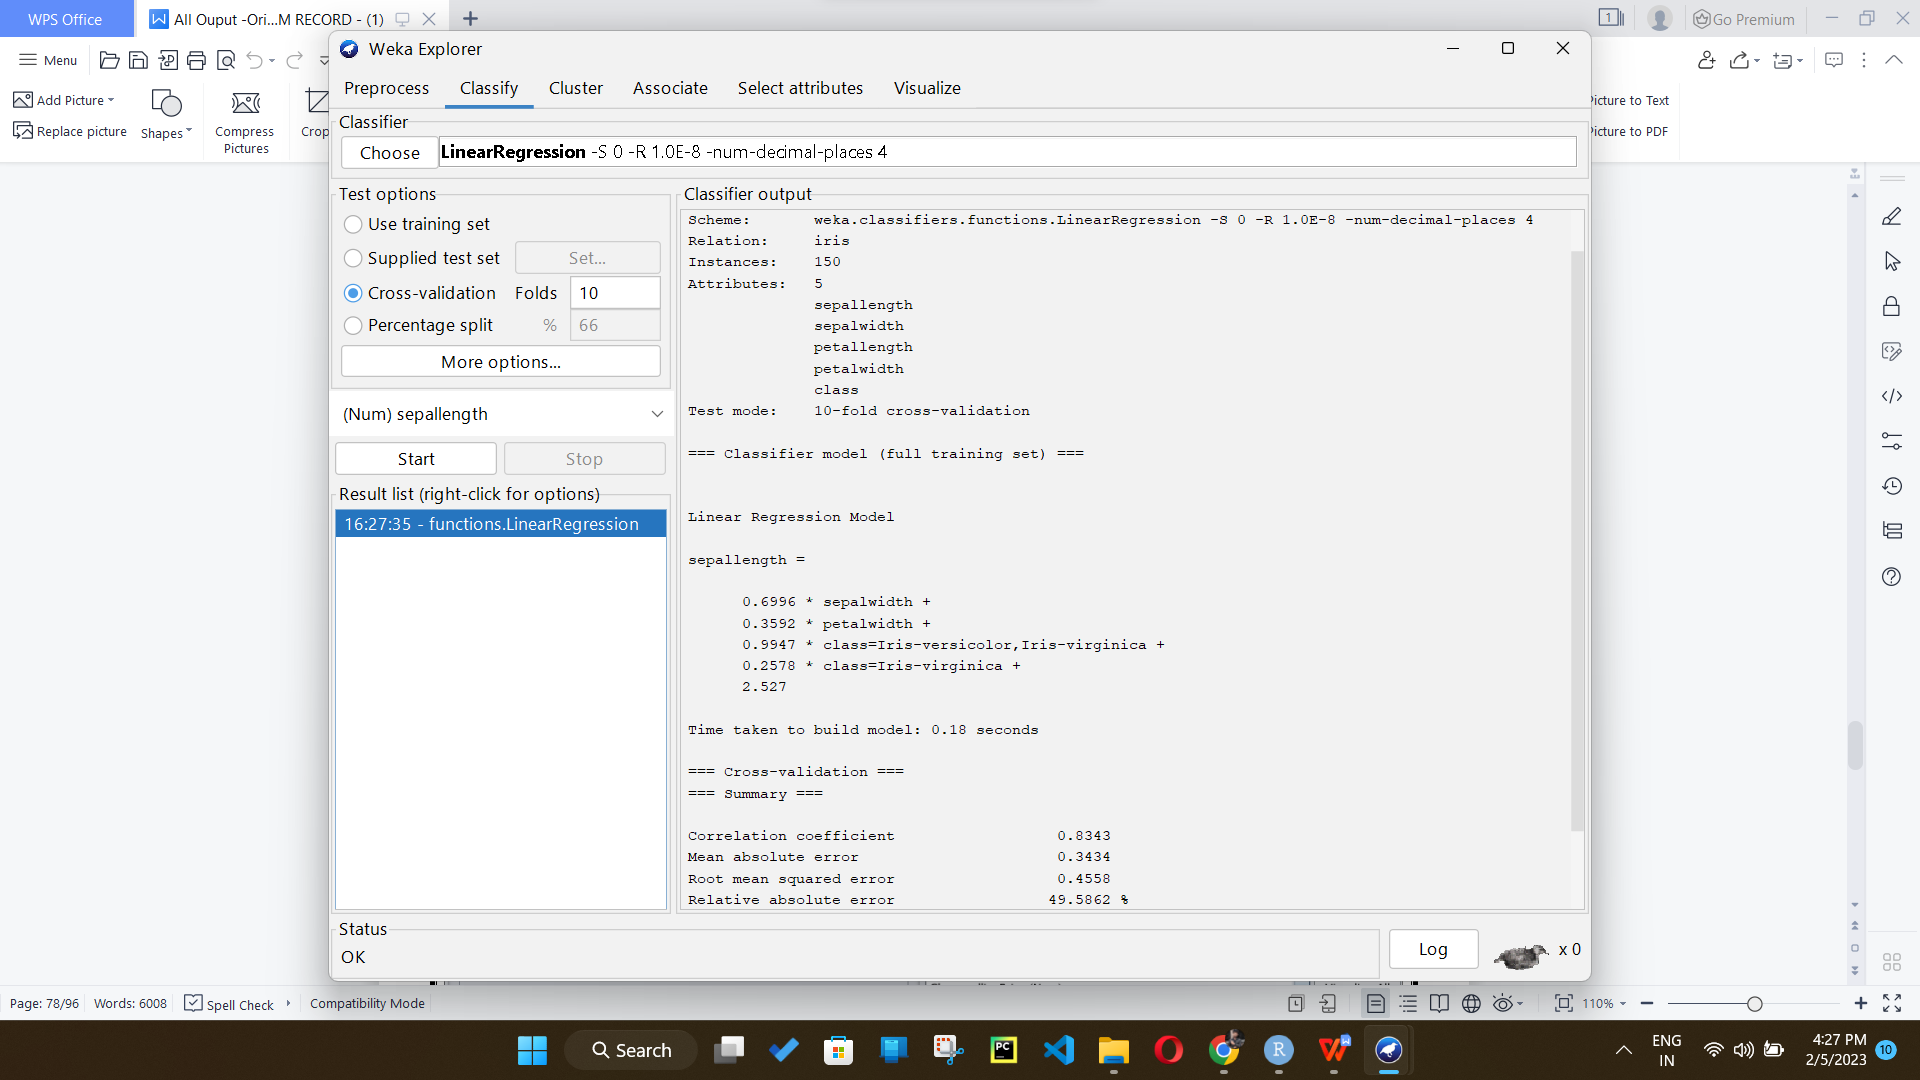 WPS Office
All Ouput -Ori...M RECORD - (1)
1
Go Premium
Menu
Add Picture
Replace picture
Shapes
Compress
Pictures
Crop
Picture to Text
Picture to PDF
Weka Explorer
Preprocess
Classify
Cluster
Associate
Select attributes
Visualize
Classifier
Choose
LinearRegression -S 0 -R 1.0E-8 -num-decimal-places 4
Test options
Use training set
Supplied test set
Set...
Cross-validation Folds 10
Percentage split % 66
More options...
(Num) sepallength
Start
Stop
Result list (right-click for options)
16:27:35 - functions.LinearRegression
Classifier output
Scheme: weka.classifiers.functions.LinearRegression -S 0 -R 1.0E-8 -num-decimal-places 4
Relation: iris
Instances: 150
Attributes: 5
sepallength
sepalwidth
petallength
petalwidth
class
Test mode: 10-fold cross-validation
=== Classifier model (full training set) ===
Linear Regression Model
sepallength =
0.6996 * sepalwidth +
0.3592 * petalwidth +
0.9947 * class=Iris-versicolor,Iris-virginica +
0.2578 * class=Iris-virginica +
2.527
Time taken to build model: 0.18 seconds
=== Cross-validation ===
=== Summary ===
Correlation coefficient 0.8343
Mean absolute error 0.3434
Root mean squared error 0.4558
Relative absolute error 49.5862 %
Status
OK
Log
x 0
Page: 78/96
Words: 6008
Spell Check
Compatibility Mode
110%
Search
PC
R
ENG
IN
4:27 PM
2/5/2023
10